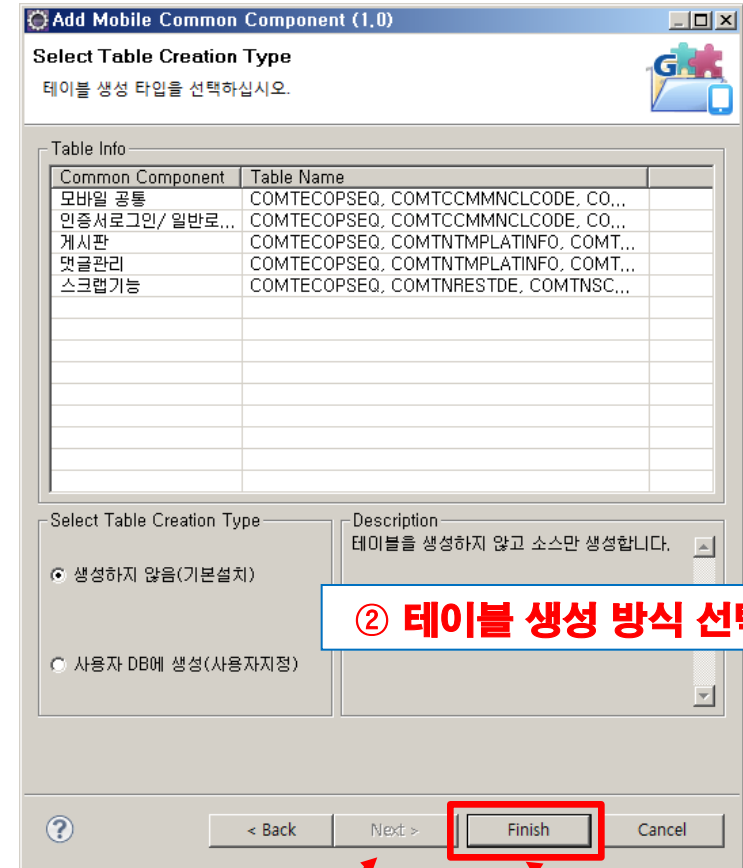 Add Mobile Common Component (1.0)
Select Table Creation Type
테이블 생성 타입을 선택하십시오.
G
Table Info
Common Component Table Name
모바일 공통 COMTECOPSEQ, COMTCCMMNCLCODE, CO...
인증서로그인/ 일반로... COMTECOPSEQ, COMTCCMMNCLCODE, CO...
게시판 COMTECOPSEQ, COMTNTMPLATINFO, COMT...
댓글관리 COMTECOPSEQ, COMTNTMPLATINFO, COMT...
스크랩기능 COMTECOPSEQ, COMTNRESTDE, COMTNSC...
Select Table Creation Type
생성하지 않음(기본설치)
사용자 DB에 생성(사용자지정)
Description
테이블을 생성하지 않고 소스만 생성합니다.
② 테이블 생성 방식 선택
? < Back Next > Finish Cancel